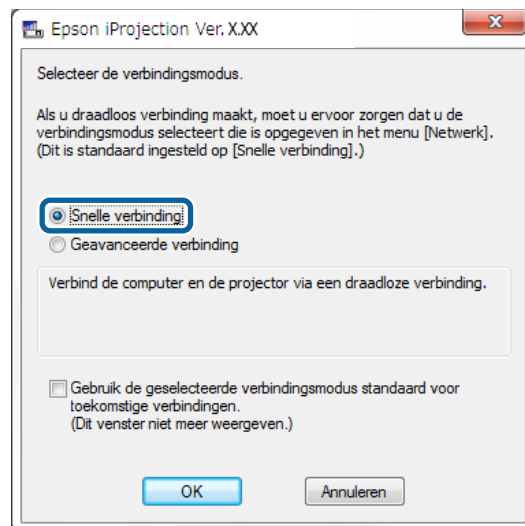 Epson iProjection Ver. X.XX
Selecteer de verbindingsmodus.
Als u draadloos verbinding maakt, moet u ervoor zorgen dat u de
verbindingsmodus selecteert die is opgegeven in het menu [Netwerk].
(Dit is standaard ingesteld op [Snelle verbinding].)
Snelle verbinding
Geavanceerde verbinding
Verbind de computer en de projector via een draadloze verbinding.
Gebruik de geselecteerde verbindingsmodus standaard voor
toekomstige verbindingen.
(Dit venster niet meer weergeven.)
OK Annuleren